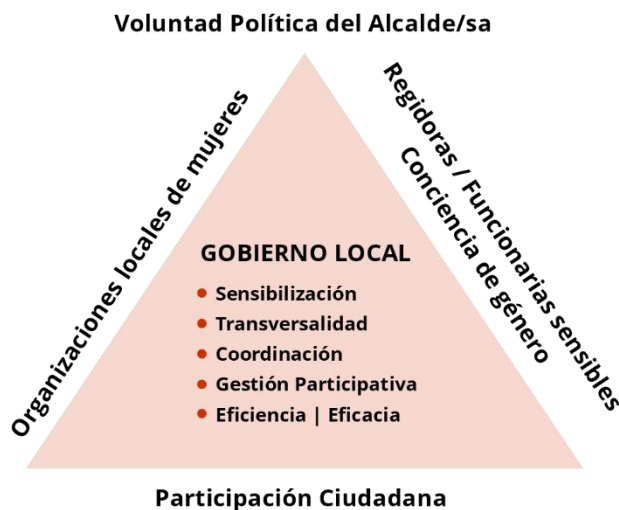 Voluntad Política del Alcalde/sa
Organizaciones locales de mujeres
Regidoras / Funcionarias sensibles
Conciencia de género
GOBIERNO LOCAL
• Sensibilización
• Transversalidad
• Coordinación
• Gestión Participativa
• Eficiencia | Eficacia
Participación Ciudadana